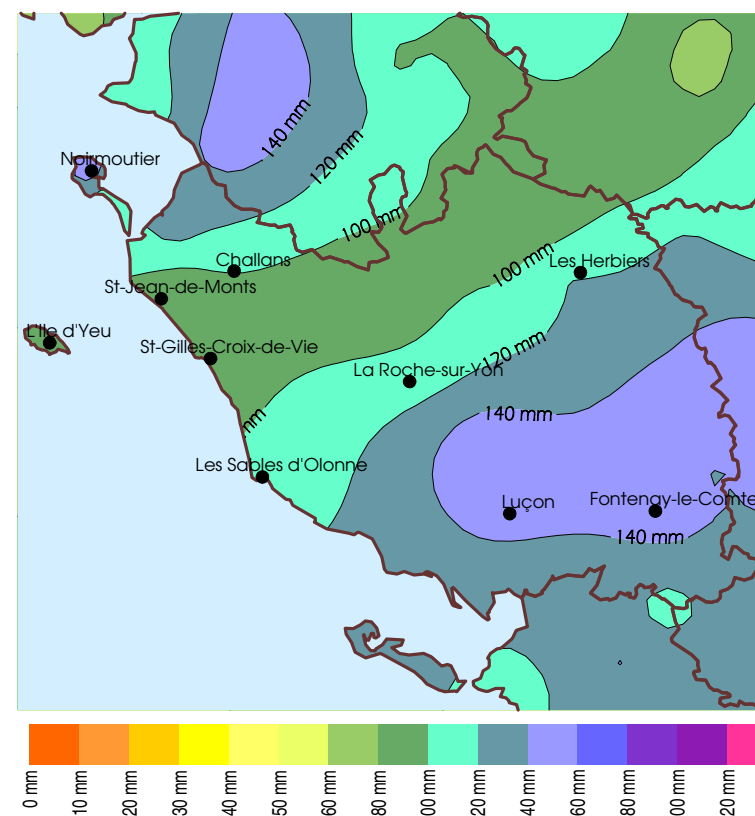 140 mm
120 mm
Noirmoutier
100 mm
Challans
100 mm
Les Herbiers
St-Jean-de-Monts
L'Ile d'Yeu
St-Gilles-Croix-de-Vie
120 mm
La Roche-sur-Yon
140 mm
mm
Les Sables d'Olonne
Luçon
Fontenay-le-Comte
140 mm
0 mm
10 mm
20 mm
30 mm
40 mm
50 mm
60 mm
80 mm
00 mm
20 mm
40 mm
60 mm
80 mm
00 mm
20 mm